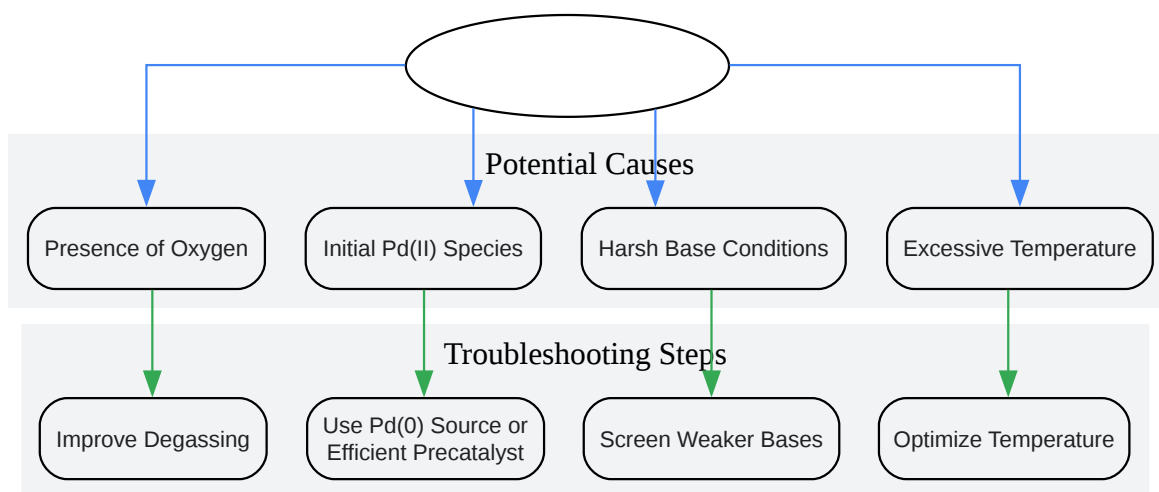 Potential Causes
Presence of Oxygen
Initial Pd(II) Species
Harsh Base Conditions
Excessive Temperature
Troubleshooting Steps
Improve Degassing
Use Pd(0) Source or
Efficient Precatalyst
Screen Weaker Bases
Optimize Temperature